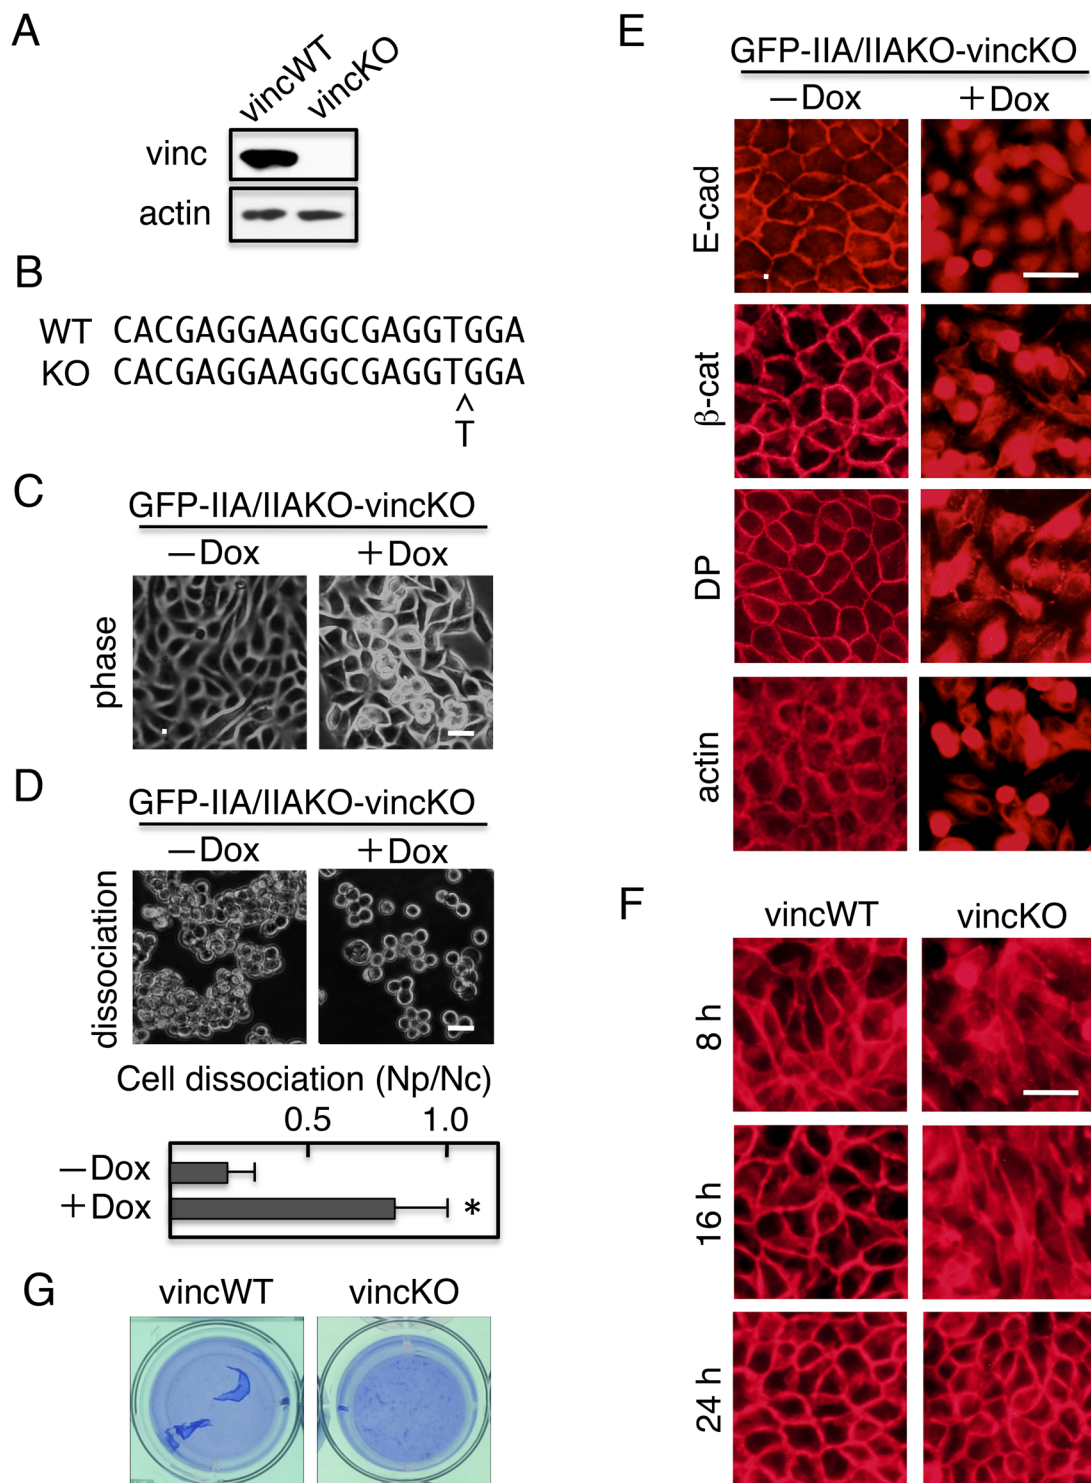 A
vincWT vincKO
vinc
actin
B
WT CACGAGGAAGGCGAGGTGGA
KO CACGAGGAAGGCGAGGTGGA
^
T
C
GFP-IIA/IIAKO-vincKO
－Dox ＋Dox
phase
D
GFP-IIA/IIAKO-vincKO
－Dox ＋Dox
dissociation
Cell dissociation (Np/Nc)
0.5 1.0
－Dox
＋Dox *
G
vincWT vincKO
E
GFP-IIA/IIAKO-vincKO
－Dox ＋Dox
E-cad
β-cat
DP
actin
F
vincWT vincKO
8 h
16 h
24 h